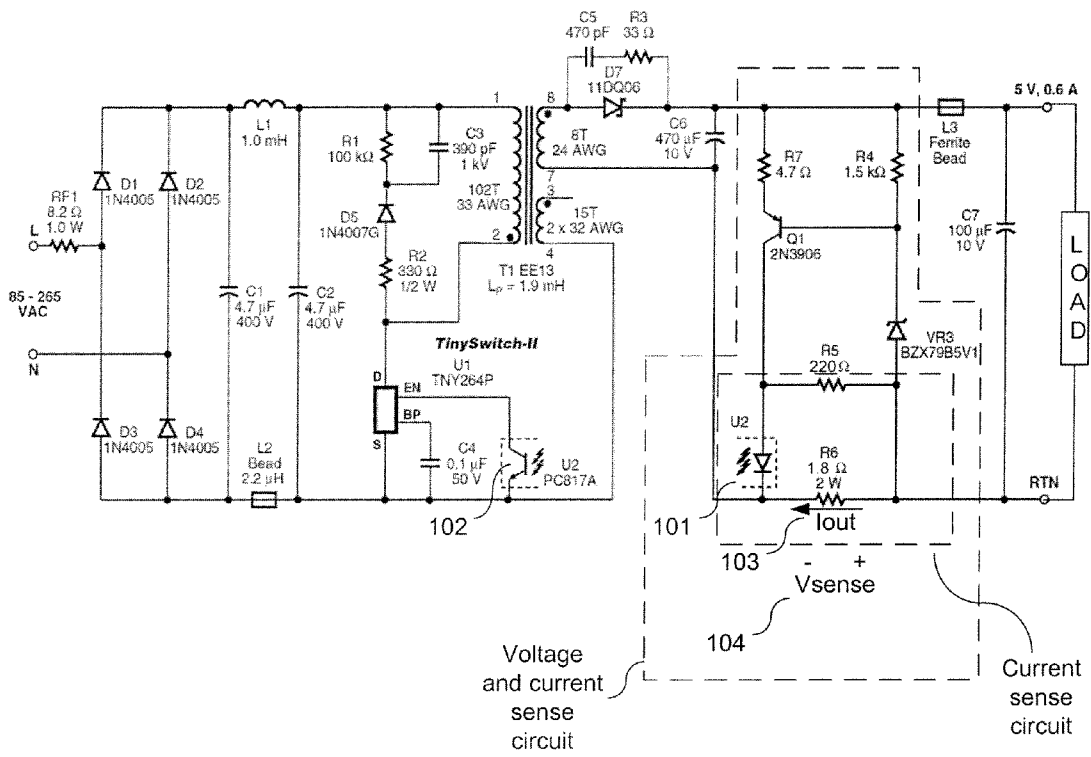 C5
470 pF
R3
33 Ω
D7
11DQ06
5 V, 0.6 A
L1
1.0 mH
R1
100 kΩ
C3
390 pF
1 kV
1
8
8T
24 AWG
C6
470 µF
10 V
R7
4.7 Ω
R4
1.5 kΩ
L3
Ferrite
Bead
RF1
8.2 Ω
1.0 W
D1
1N4005
D2
1N4005
102T
33 AWG
7
3
15T
2 x 32 AWG
4
D5
1N4007G
2
L
Q1
2N3906
C7
100 µF
10 V
LOAD
R2
330 Ω
1/2 W
T1 EE13
LP = 1.9 mH
85 - 265
VAC
C1
4.7 µF
400 V
C2
4.7 µF
400 V
N
TinySwitch-II
U1
TNY264P
VR3
BZX79B5V1
R5
220Ω
D
EN
BP
S
U2
D3
1N4005
D4
1N4005
L2
Bead
2.2 µH
C4
0.1 µF
50 V
U2
PC817A
R6
1.8 Ω
2 W
RTN
102
101
Iout
103
- +
Vsense
104
Voltage
and current
sense
circuit
Current
sense
circuit